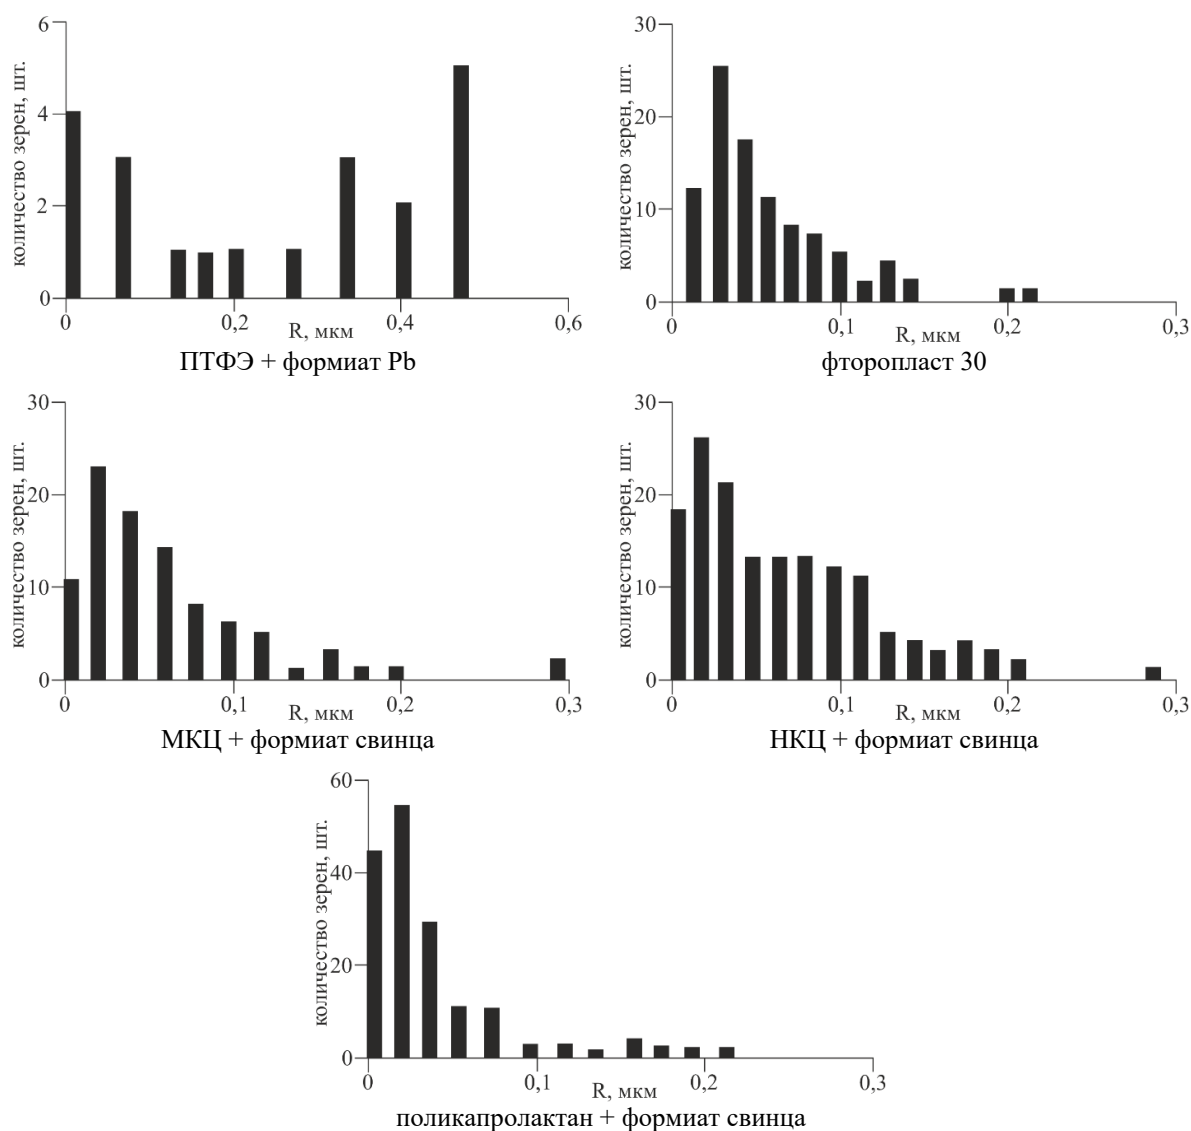 6
4
2
0
количество зерен, шт.
0
0,2
0,4
0,6
R, мкм
ПТФЭ + формиат Pb
30
20
10
0
количество зерен, шт.
0
0,1
0,2
0,3
R, мкм
фторопласт 30
30
20
10
0
количество зерен, шт.
0
0,1
0,2
0,3
R, мкм
МКЦ + формиат свинца
30
20
10
0
количество зерен, шт.
0
0,1
0,2
0,3
R, мкм
НКЦ + формиат свинца
60
40
20
0
количество зерен, шт.
0
0,1
0,2
0,3
R, мкм
поликапролактан + формиат свинца